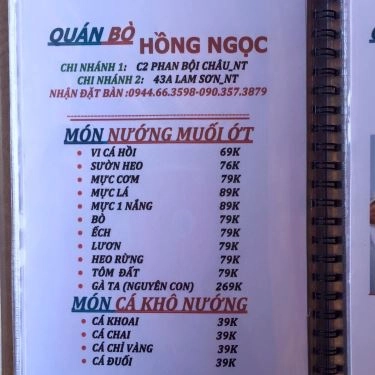 QUÁN BÒ HỒNG NGỌC
CHI NHÁNH 1: C2 PHAN BỘI CHÂU_NT
CHI NHÁNH 2: 43A LAM SƠN_NT
NHẬN ĐẶT BÀN :0944.66.3598-090.357.3879
MÓN NƯỚNG MUỐI ỚT
• VI CÁ HỒI 69K
• SƯỜN HEO 76K
• MỰC CƠM 79K
• MỰC LÁ 89K
• MỰC 1 NẮNG 89K
• BÒ 79K
• ẾCH 79K
• LƯƠN 79K
• HEO RỪNG 79K
• TÔM ĐẤT 79K
• GÀ TA (NGUYÊN CON) 269K
MÓN CÁ KHÔ NƯỚNG
• CÁ KHOAI 39K
• CÁ CHAI 39K
• CÁ CHỈ VÀNG 39K
• CÁ ĐUỐI 39K